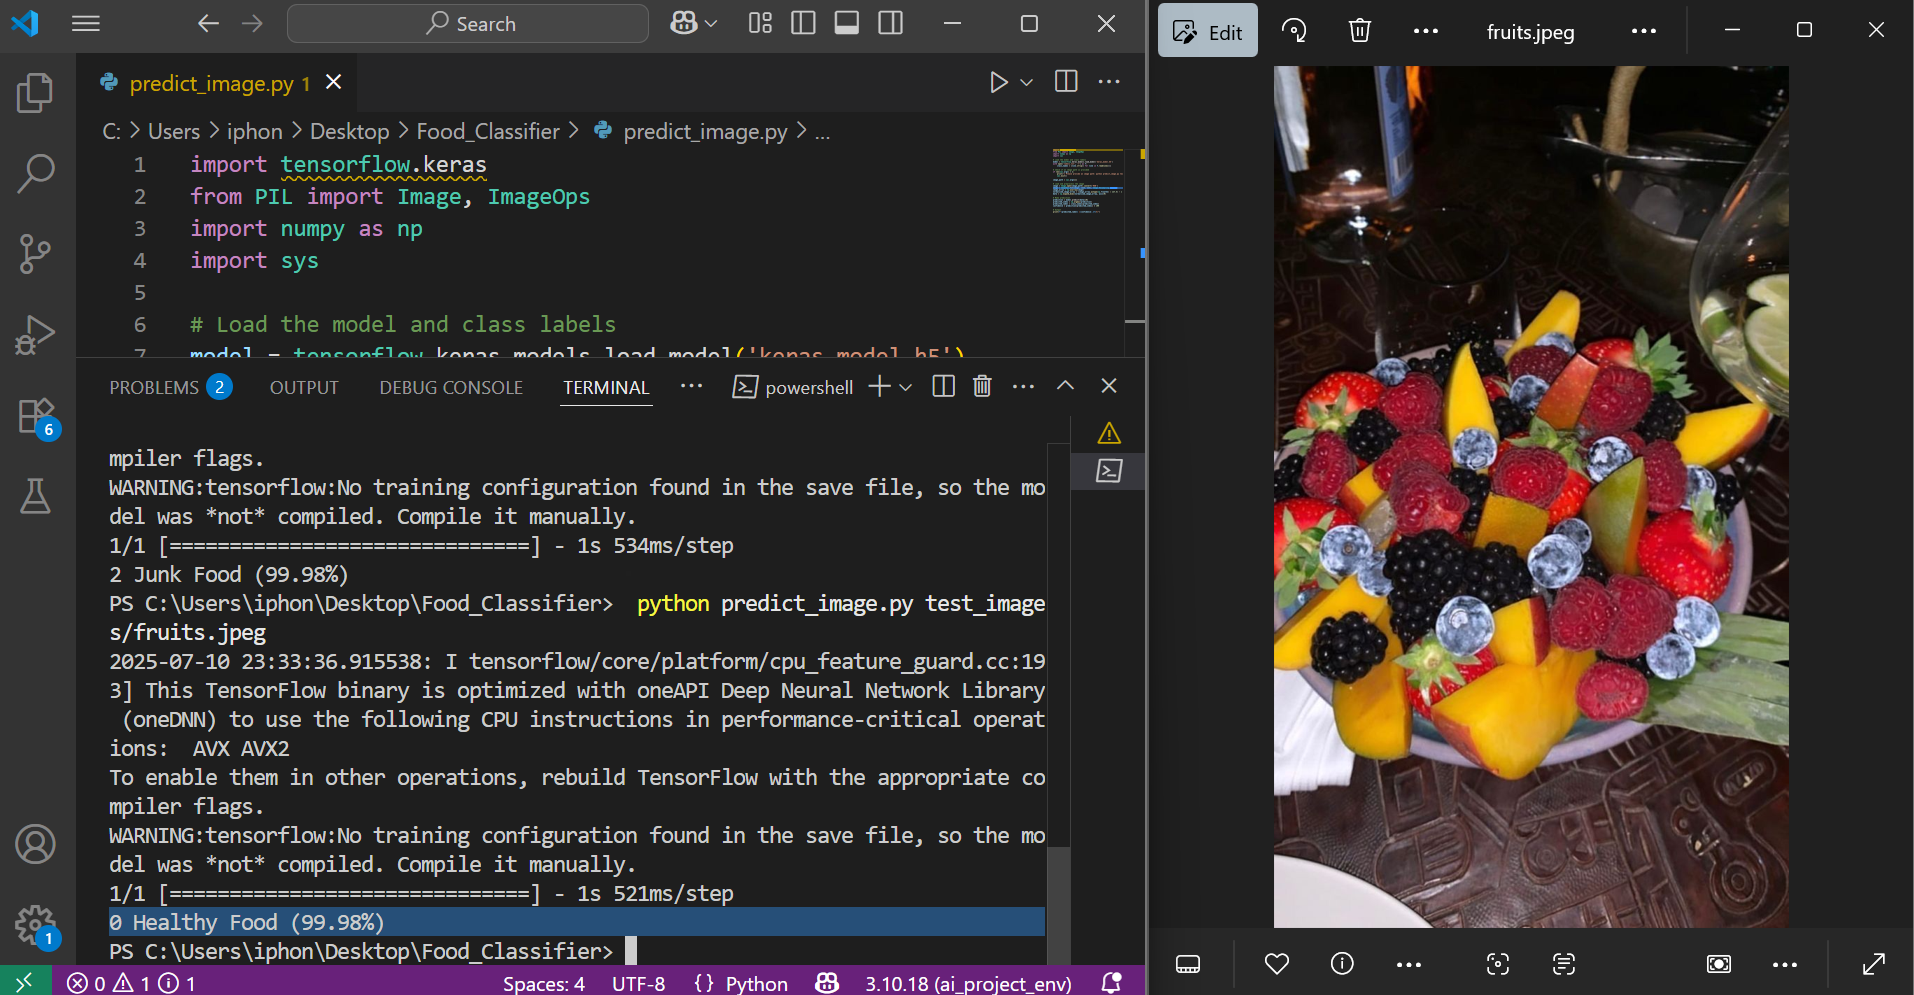 Search
predict_image.py 1
C: > Users > iphon > Desktop > Food_Classifier > predict_image.py > ...
1 import tensorflow.keras
2 from PIL import Image, ImageOps
3 import numpy as np
4 import sys
5
6 # Load the model and class labels
7 model = tensorflow.keras.models.load_model('keras_model.h5')
PROBLEMS 2 OUTPUT DEBUG CONSOLE TERMINAL ... powershell
mpiler flags.
WARNING:tensorflow:No training configuration found in the save file, so the mo
del was *not* compiled. Compile it manually.
1/1 [==============================] - 1s 534ms/step
2 Junk Food (99.98%)
PS C:\Users\iphon\Desktop\Food_Classifier>  python predict_image.py test_image
s/fruits.jpeg
2025-07-10 23:33:36.915538: I tensorflow/core/platform/cpu_feature_guard.cc:19
3] This TensorFlow binary is optimized with oneAPI Deep Neural Network Library
 (oneDNN) to use the following CPU instructions in performance-critical operat
ions:  AVX AVX2
To enable them in other operations, rebuild TensorFlow with the appropriate co
mpiler flags.
WARNING:tensorflow:No training configuration found in the save file, so the mo
del was *not* compiled. Compile it manually.
1/1 [==============================] - 1s 521ms/step
0 Healthy Food (99.98%)
PS C:\Users\iphon\Desktop\Food_Classifier>
6
1
0 1 1 Spaces: 4 UTF-8 {} Python 3.10.18 (ai_project_env)
Edit fruits.jpeg